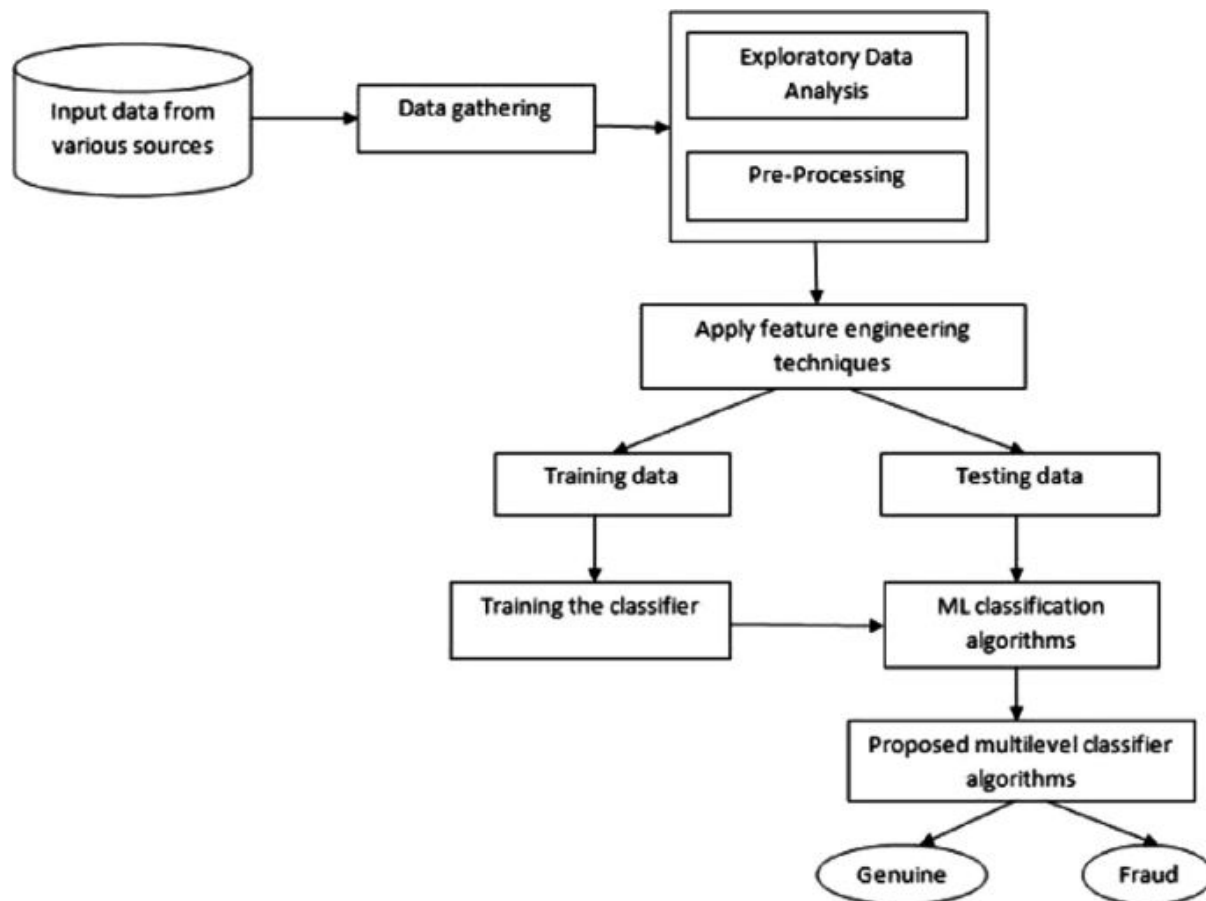 Input data from
various sources
Data gathering
Exploratory Data
Analysis
Pre-Processing
Apply feature engineering
techniques
Training data
Testing data
Training the classifier
ML classification
algorithms
Proposed multilevel classifier
algorithms
Genuine
Fraud